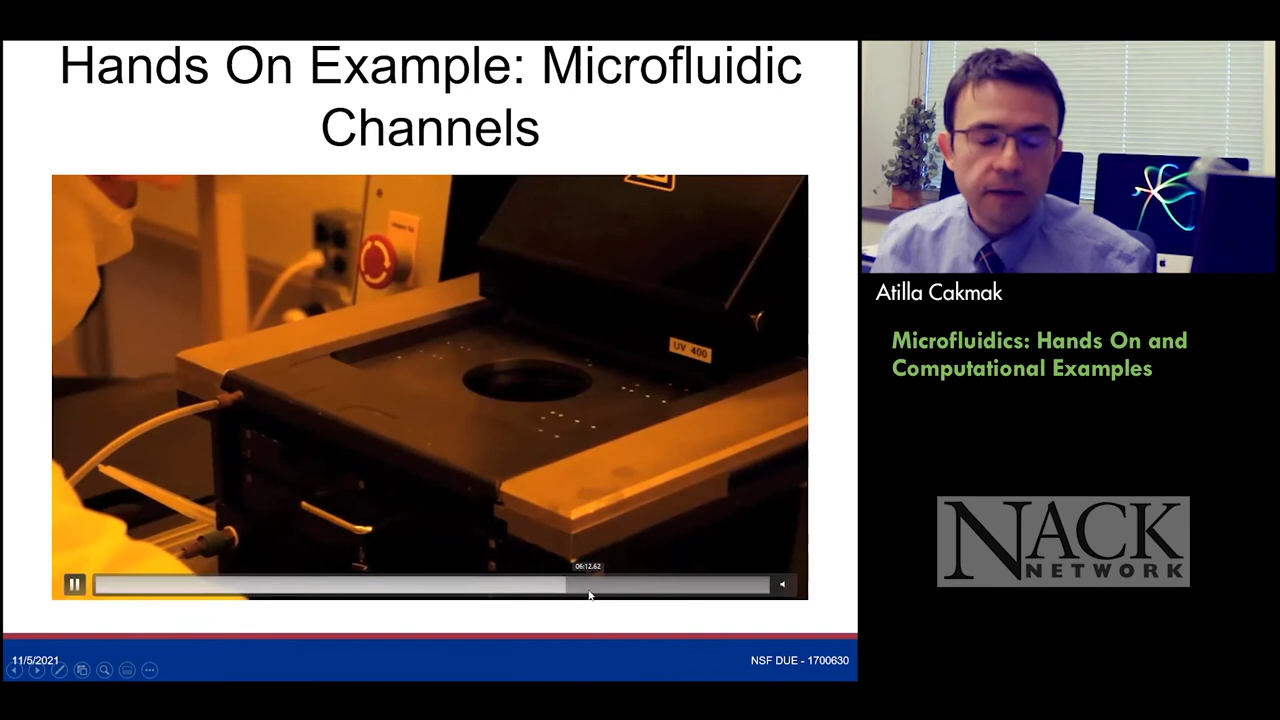 Hands On Example: Microfluidic
Channels
UV 400
06:12.62
11/5/2021
NSF DUE - 1700630
Atilla Cakmak
Microfluidics: Hands On and
Computational Examples
NACK
NETWORK